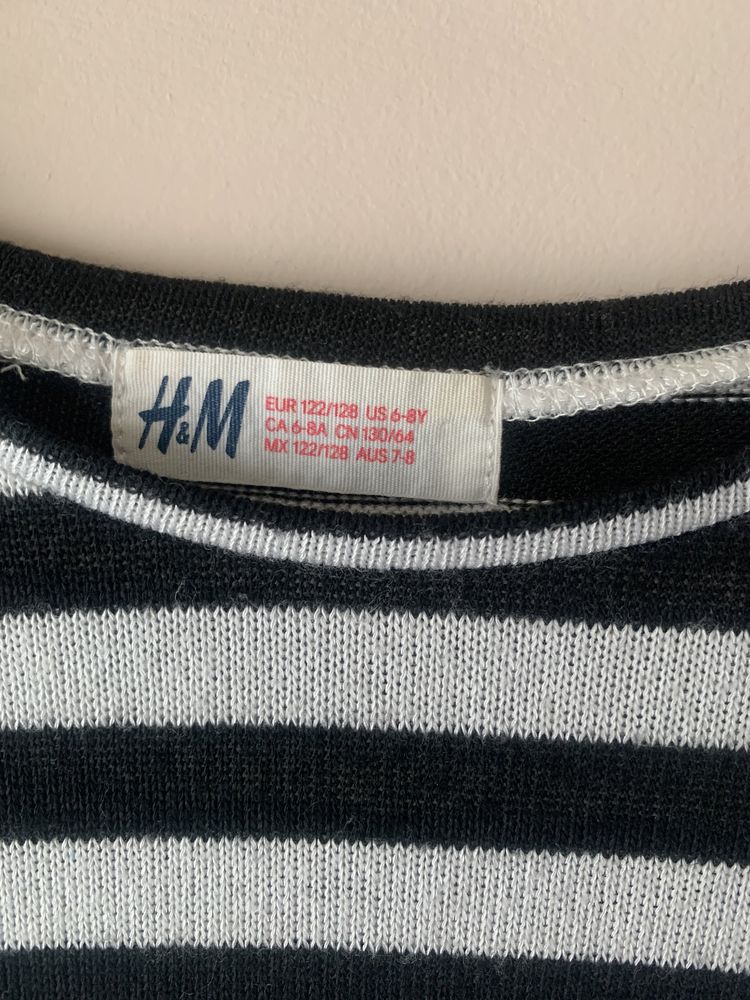 H&M
EUR 122/128 US 6-8Y
CA 6-8A CN 130/64
MX 122/128 AUS 7-8